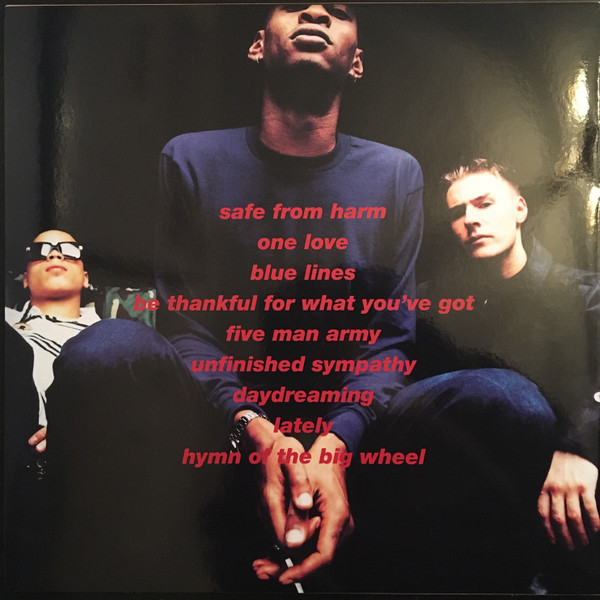 safe from harm
one love
blue lines
be thankful for what you've got
five man army
unfinished sympathy
daydreaming
lately
hymn of the big wheel